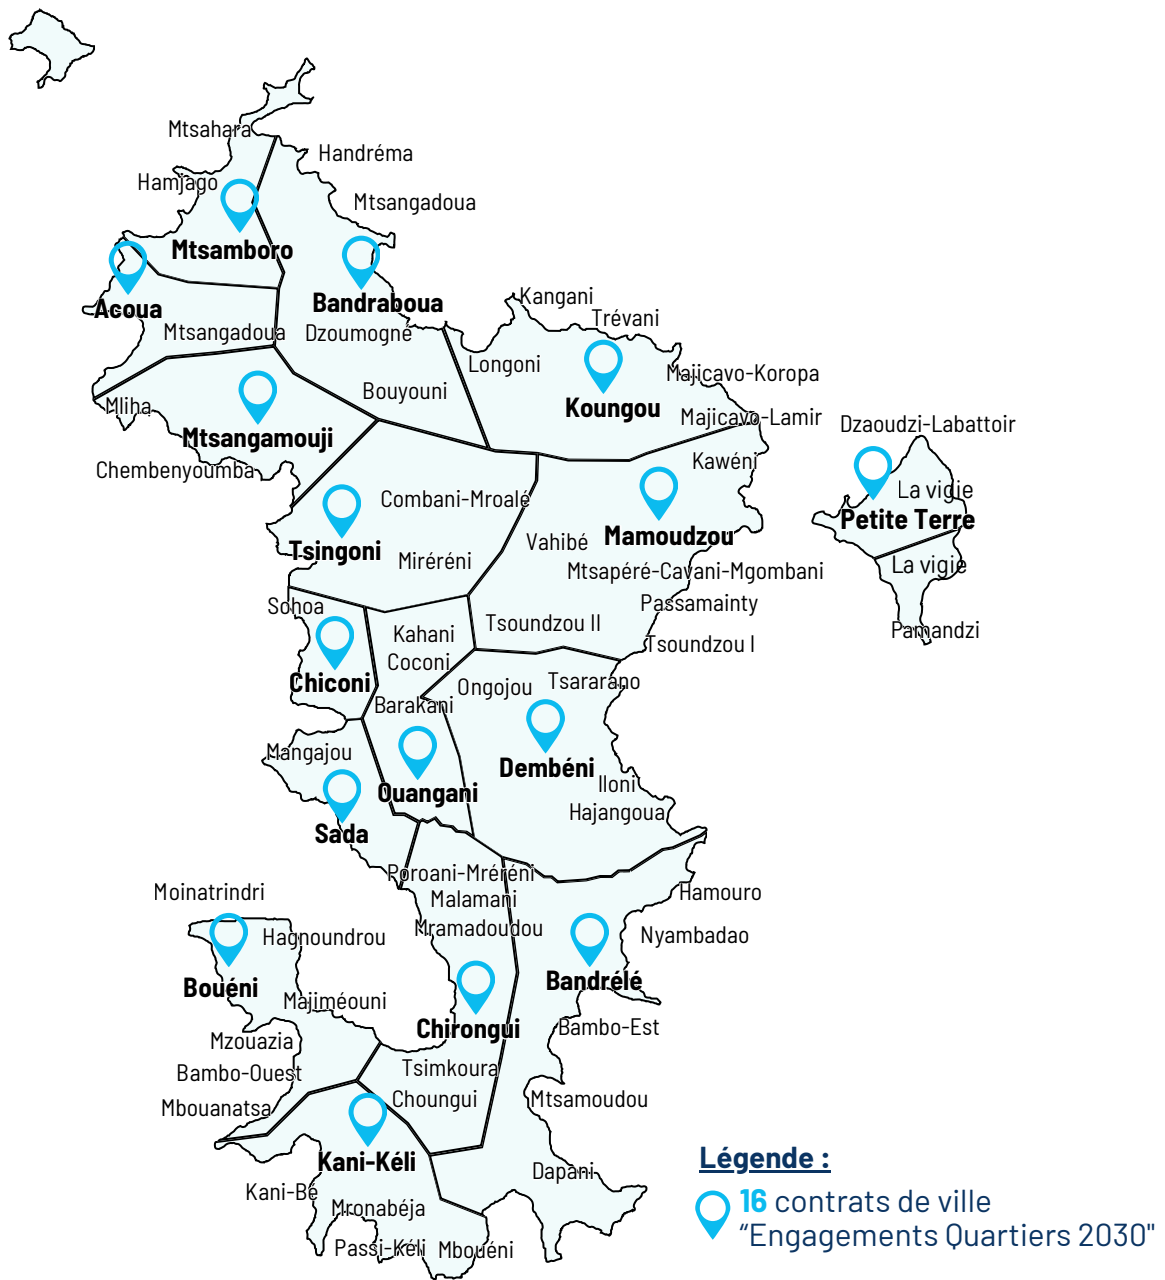 Mtsahara
Handréma
Hamjago
Mtsangadoua
Mtsamboro
Acoua
Bandraboua
Mtsangadoua
Dzoumogné
Kangani
Trévani
Longoni
Majicavo-Koropa
Bouyouni
Koungou
Mliha
Majicavo-Lamir
Mtsangamouji
Dzaoudzi-Labattoir
Chembenyoumba
Kawéni
La vigie
Combani-Mroalé
Petite Terre
Tsingoni
Vahibé
Mamoudzou
Miréréni
Mtsapéré-Cavani-Mgombani
La vigie
Sohoa
Passamainty
Kahani
Tsoundzou II
Pamandzi
Tsoundzou I
Coconi
Chiconi
Ongojou
Tsararano
Barakani
Mangajou
Dembéni
Iloni
Ouangani
Hajangoua
Sada
Poroani-Mréréni
Moinatrindri
Malamani
Hamouro
Mramadoudou
Hagnoundrou
Nyambadao
Bouéni
Bandrélé
Majiméouni
Chirongui
Bambo-Est
Mzouazia
Bambo-Ouest
Tsimkoura
Mbouanatsa
Choungui
Mtsamoudou
Kani-Kéli
Dapani
Kani-Bé
Mronabéja
Passi-Kéli
Mbouéni
Légende :
16 contrats de ville
“Engagements Quartiers 2030"